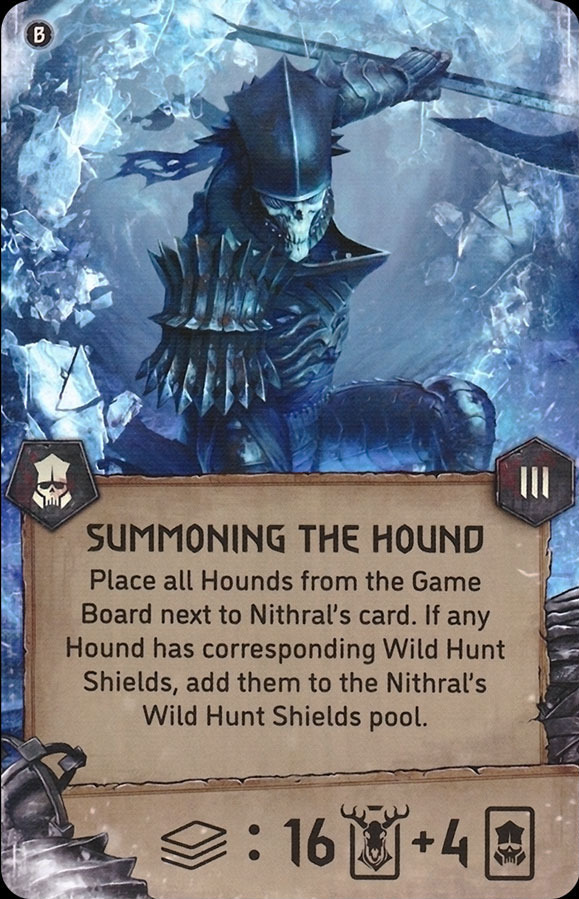 B
III
SUMMONING THE HOUND
Place all Hounds from the Game
Board next to Nithral's card. If any
Hound has corresponding Wild Hunt
Shields, add them to the Nithral's
Wild Hunt Shields pool.
: 16 +4